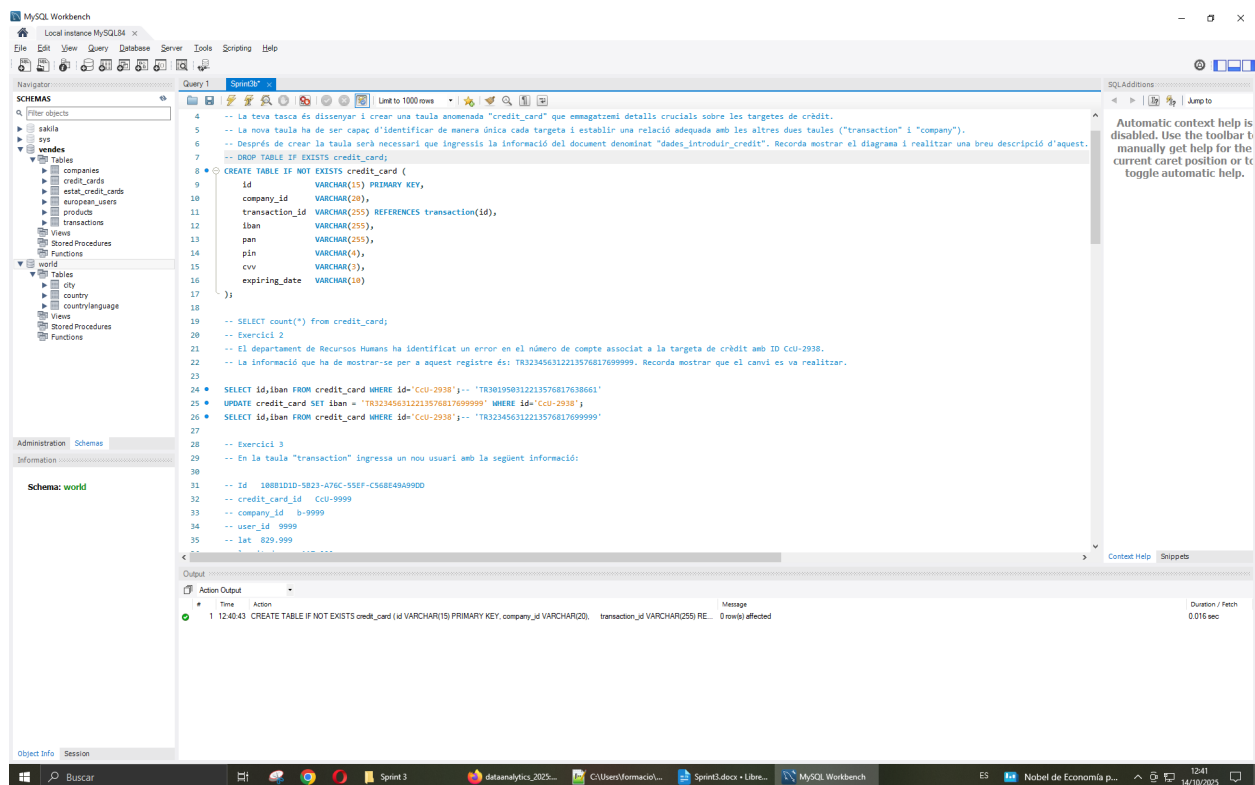 MySQL Workbench
Local instance MySQL84
File Edit View Query Database Server Tools Scripting Help
Navigator
SCHEMAS
Filter objects
sakila
sys
vendes
Tables
companies
credit_cards
estat_credit_cards
european_users
products
transactions
Views
Stored Procedures
Functions
world
Tables
city
country
countrylanguage
Views
Stored Procedures
Functions
Administration Schemas
Information
Schema: world
Object Info Session
Query 1 Sprint3b*
Limit to 1000 rows
4 -- La teva tasca és dissenyar i crear una taula anomenada "credit_card" que emmagatzemi detalls crucials sobre les targetes de crèdit.
5 -- La nova taula ha de ser capaç d'identificar de manera única cada targeta i establir una relació adequada amb les altres dues taules ("transaction" i "company").
6 -- Després de crear la taula serà necessari que ingressis la informació del document denominat "dades_introduir_credit". Recorda mostrar el diagrama i realitzar una breu descripció d'aquest.
7 -- DROP TABLE IF EXISTS credit_card;
8 CREATE TABLE IF NOT EXISTS credit_card (
9 id VARCHAR(15) PRIMARY KEY,
10 company_id VARCHAR(20),
11 transaction_id VARCHAR(255) REFERENCES transaction(id),
12 iban VARCHAR(255),
13 pan VARCHAR(255),
14 pin VARCHAR(4),
15 cvv VARCHAR(3),
16 expiring_date VARCHAR(10)
17 );
18
19 -- SELECT count(*) from credit_card;
20 -- Exercici 2
21 -- El departament de Recursos Humans ha identificat un error en el número de compte associat a la targeta de crèdit amb ID CcU-2938.
22 -- La informació que ha de mostrar-se per a aquest registre és: TR323456312213576817699999. Recorda mostrar que el canvi es va realitzar.
23
24 SELECT id,iban FROM credit_card WHERE id='CcU-2938';-- 'TR301950312213576817638661'
25 UPDATE credit_card SET iban = 'TR323456312213576817699999' WHERE id='CcU-2938';
26 SELECT id,iban FROM credit_card WHERE id='CcU-2938';-- 'TR323456312213576817699999'
27
28 -- Exercici 3
29 -- En la taula "transaction" ingressa un nou usuari amb la següent informació:
30
31 -- Id 108B1D1D-5B23-A76C-55EF-C568E49A99DD
32 -- credit_card_id CcU-9999
33 -- company_id b-9999
34 -- user_id 9999
35 -- lat 829.999
SQLAdditions
Jump to
Automatic context help is
disabled. Use the toolbar to
manually get help for the
current caret position or to
toggle automatic help.
Context Help Snippets
Output
Action Output
# Time Action Message Duration / Fetch
1 12:40:43 CREATE TABLE IF NOT EXISTS credit_card ( id VARCHAR(15) PRIMARY KEY, company_id VARCHAR(20), transaction_id VARCHAR(255) RE... 0 row(s) affected 0.016 sec
Buscar
Sprint 3
dataanalytics_2025:...
C:\Users\formacio\...
Sprint3.docx • Libre...
MySQL Workbench
ES
Nobel de Economía p...
12:41
14/10/2025